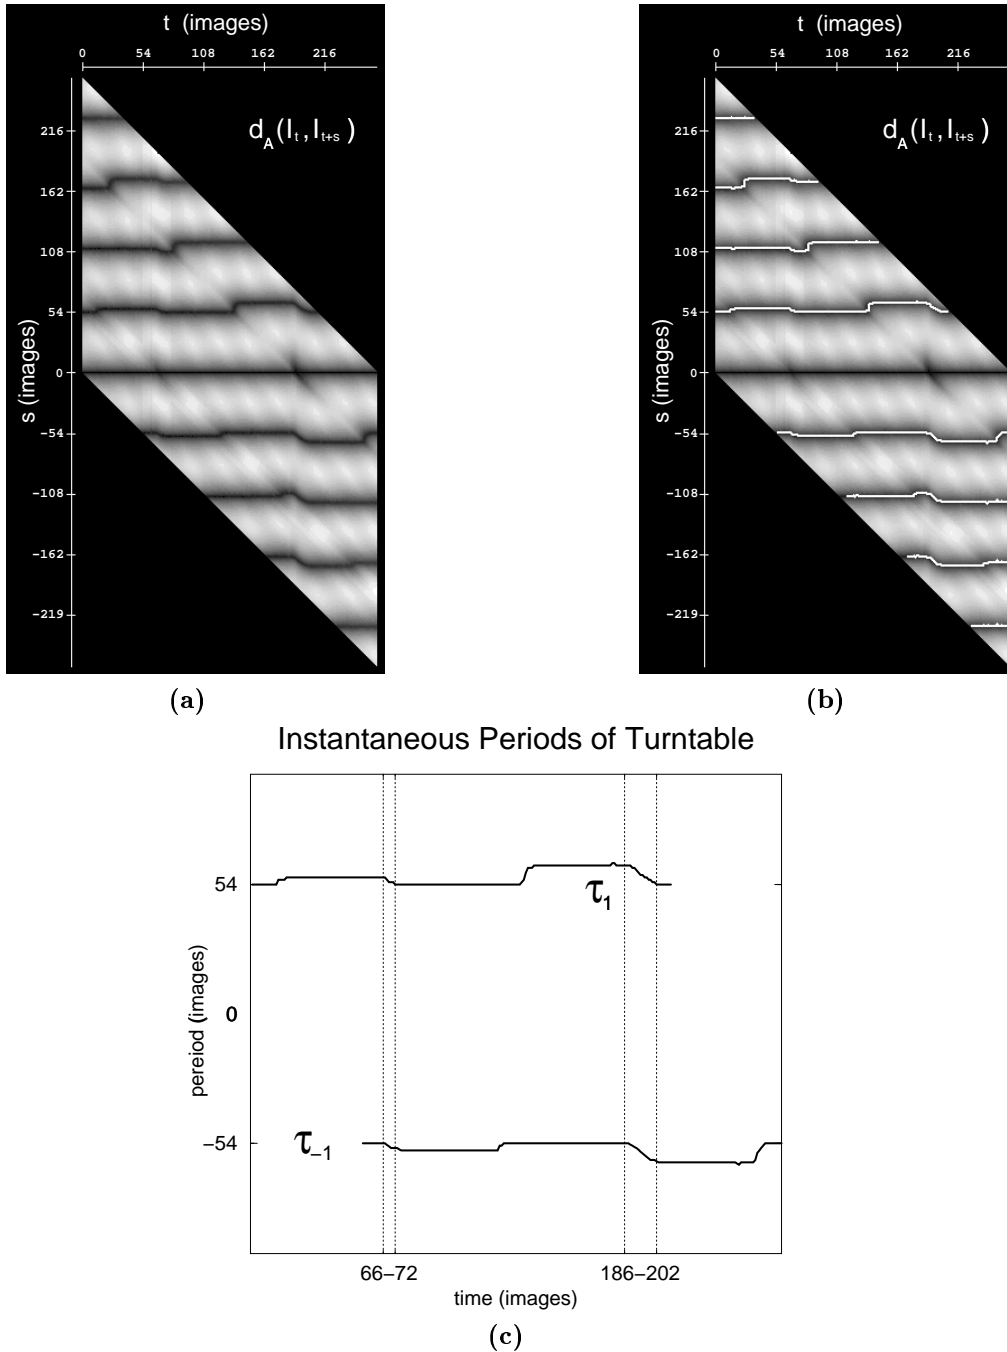 t (images)
0 54 108 162 216
d_A(I_t, I_{t+s})
216
162
108
54
0
−54
−108
−162
−219
s (images)
(a)
t (images)
0 54 108 162 216
d_A(I_t, I_{t+s})
216
162
108
54
0
−54
−108
−162
−219
s (images)
(b)
Instantaneous Periods of Turntable
54
τ_1
0
pereiod (images)
−54
τ_{−1}
66−72 186−202
time (images)
(c)